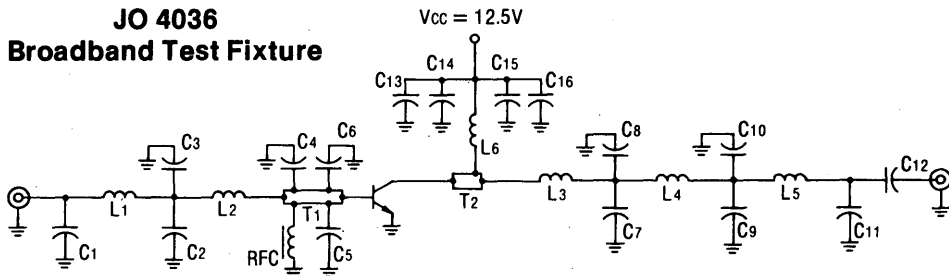 JO 4036
Broadband Test Fixture
VCC = 12.5V
C13
C14
C15
C16
L6
C3
C4
C6
C8
C10
C12
L1
L2
T1
T2
L3
L4
L5
C1
C2
RFC
C5
C7
C9
C11